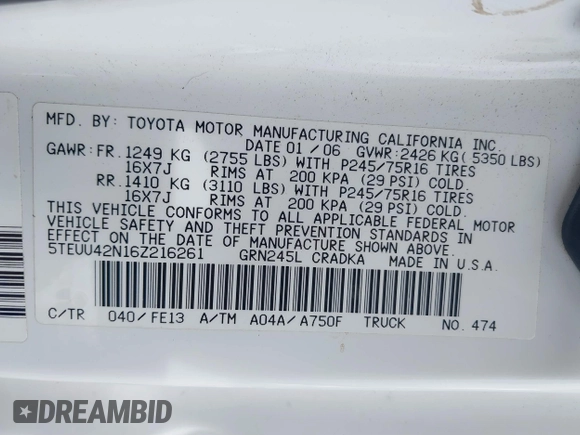 MFD. BY: TOYOTA MOTOR MANUFACTURING CALIFORNIA INC.
DATE 01 / 06 GVWR: 2426 KG ( 5350 LBS)
GAWR: FR. 1249 KG (2755 LBS) WITH P245/75R16 TIRES
16X7J RIMS AT 200 KPA (29 PSI) COLD.
RR. 1410 KG (3110 LBS) WITH P245/75R16 TIRES
16X7J RIMS AT 200 KPA (29 PSI) COLD.
THIS VEHICLE CONFORMS TO ALL APPLICABLE FEDERAL MOTOR
VEHICLE SAFETY AND THEFT PREVENTION STANDARDS IN
EFFECT ON THE DATE OF MANUFACTURE SHOWN ABOVE.
5TEUU42N16Z216261 GRN245L CRADKA MADE IN U.S.A.
C/TR 040/ FE13 A/TM A04A/ A750F TRUCK NO. 474
DREAMBID